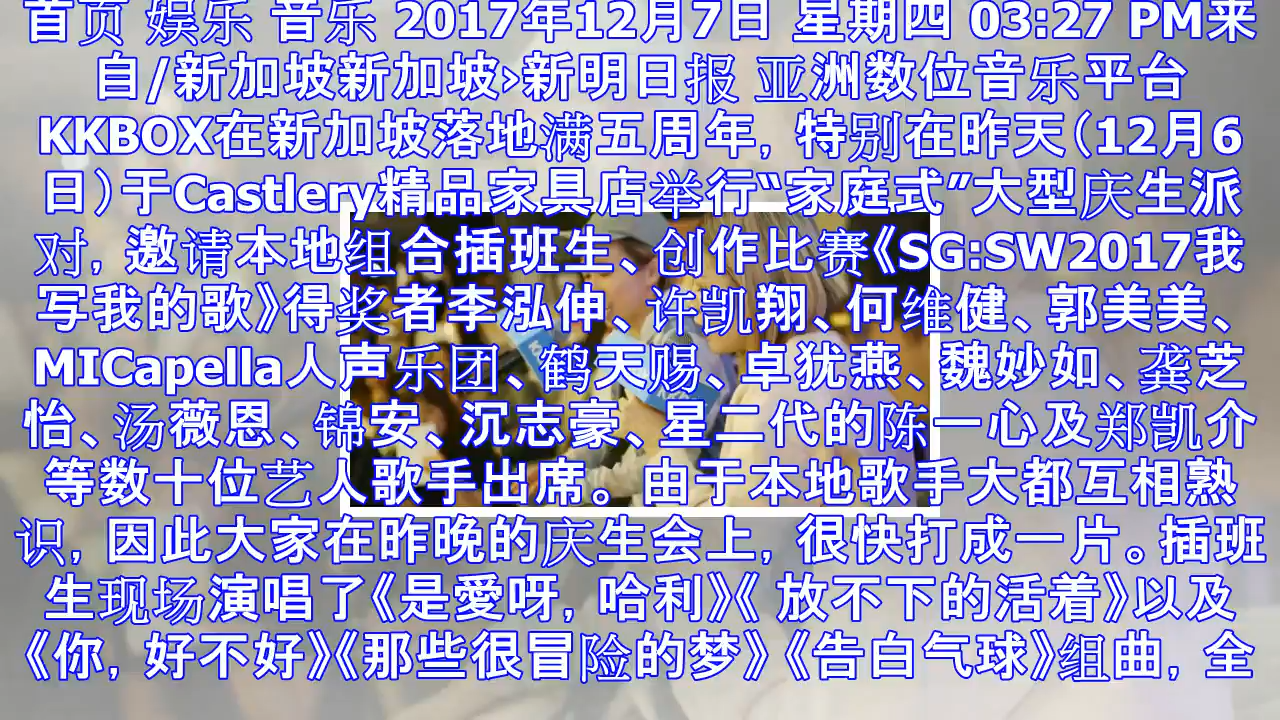 首页 娱乐 音乐 2017年12月7日 星期四 03:27 PM来
自/新加坡新加坡>新明日报 亚洲数位音乐平台
KKBOX在新加坡落地满五周年, 特别在昨天（12月6
日）于Castlery精品家具店举行“家庭式”大型庆生派
对, 邀请本地组合插班生、创作比赛《SG:SW2017我
写我的歌》得奖者李泓伸、许凯翔、何维健、郭美美、
MICapella人声乐团、鹤天赐、卓犹燕、魏妙如、龚芝
怡、汤薇恩、锦安、沉志豪、星二代的陈一心及郑凯介
等数十位艺人歌手出席。由于本地歌手大都互相熟
识, 因此大家在昨晚的庆生会上, 很快打成一片。插班
生现场演唱了《是愛呀, 哈利》《 放不下的活着》以及
《你, 好不好》《那些很冒险的梦》《告白气球》组曲, 全